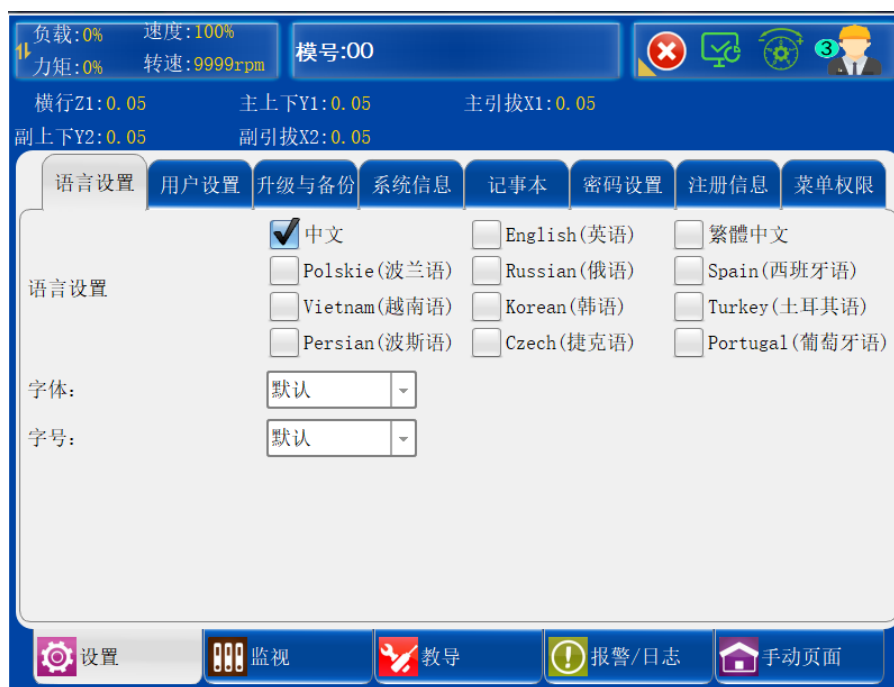 负载:0% 速度:100%
力矩:0% 转速:9999rpm
模号:00
3
横行Z1:0.05 主上下Y1:0.05 主引拔X1:0.05
副上下Y2:0.05 副引拔X2:0.05
语言设置 用户设置 升级与备份 系统信息 记事本 密码设置 注册信息 菜单权限
语言设置
中文 English(英语) 繁體中文
Polskie(波兰语) Russian(俄语) Spain(西班牙语)
Vietnam(越南语) Korean(韩语) Turkey(土耳其语)
Persian(波斯语) Czech(捷克语) Portugal(葡萄牙语)
字体: 默认
字号: 默认
设置 监视 教导 报警/日志 手动页面